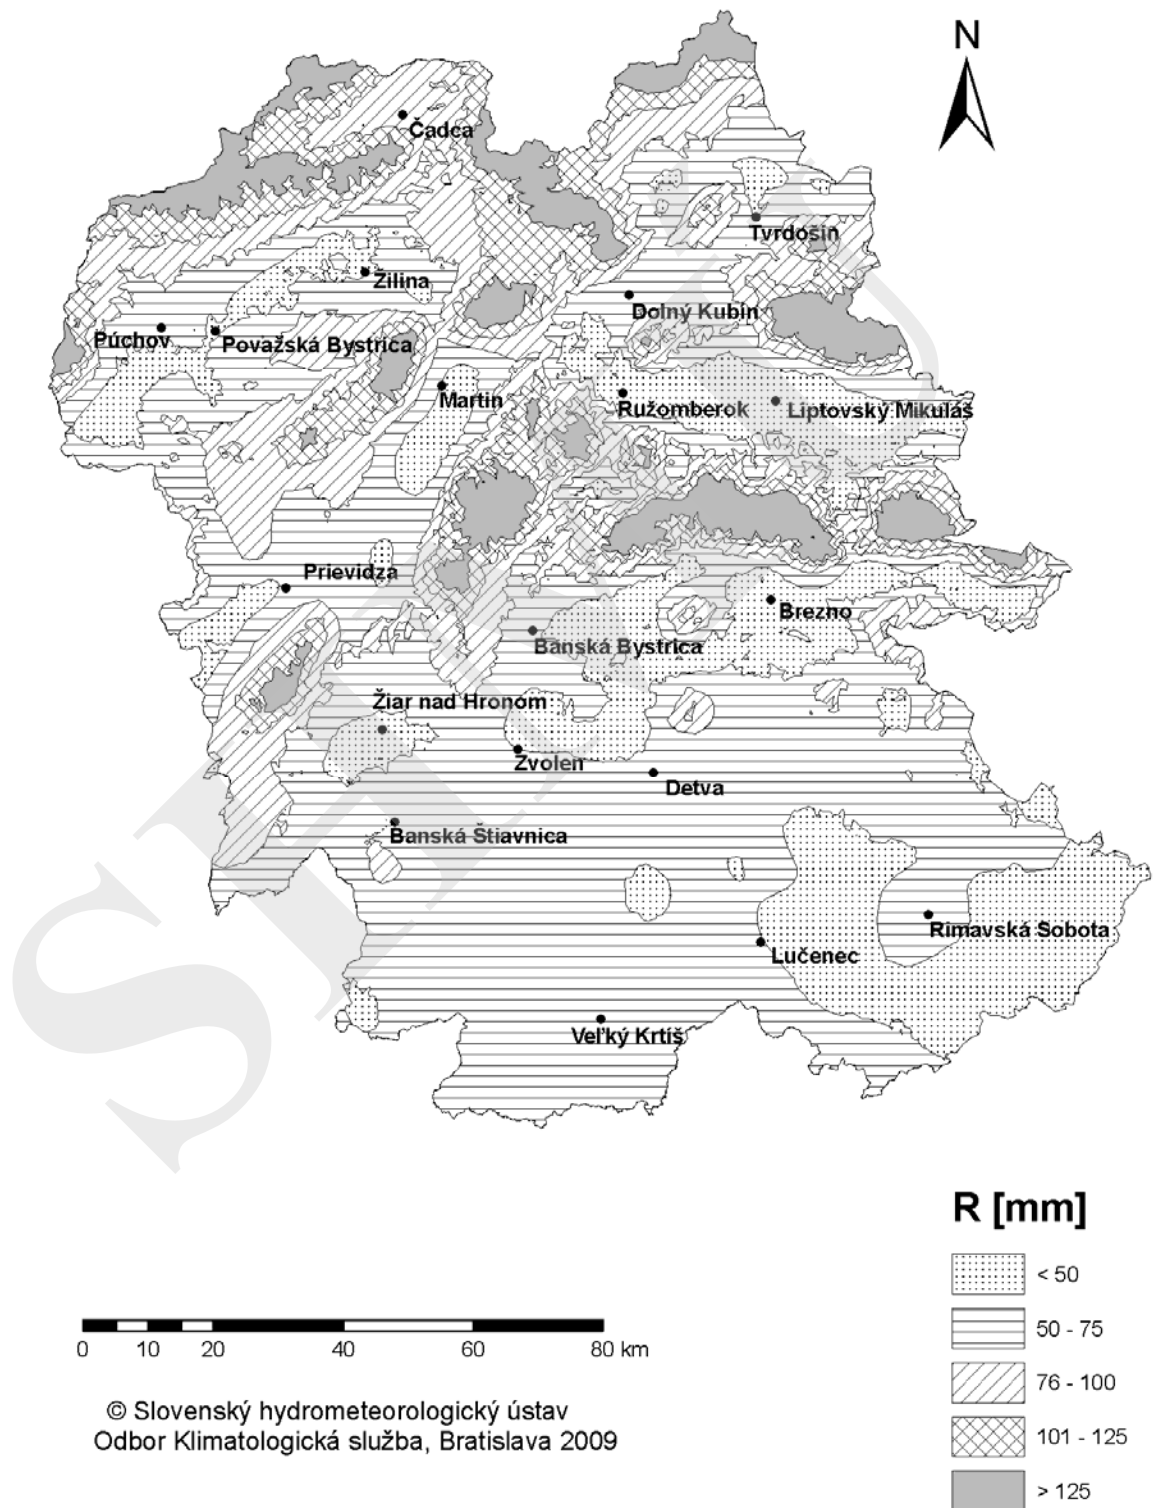 N
Čadca
Tvrdošín
Žilina
Dolný Kubín
Púchov
Považská Bystrica
Martin
Ružomberok
Liptovský Mikuláš
Prievidza
Brezno
Banská Bystrica
Žiar nad Hronom
Zvolen
Detva
Banská Štiavnica
Rimavská Sobota
Lučenec
Veľký Krtíš
R [mm]
< 50
50 - 75
76 - 100
101 - 125
> 125
0 10 20 40 60 80 km
© Slovenský hydrometeorologický ústav
Odbor Klimatologická služba, Bratislava 2009